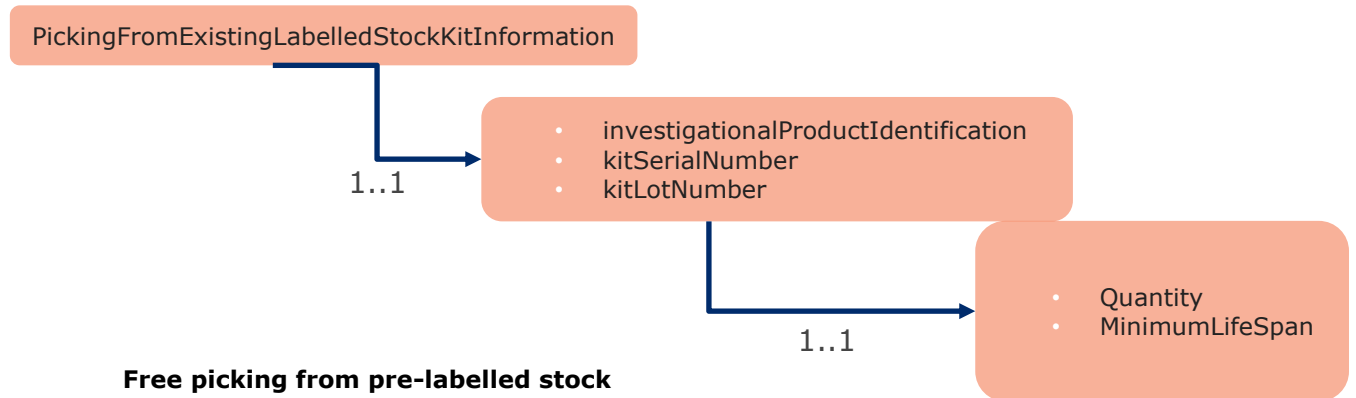 PickingFromExistingLabelledStockKitInformation
• investigationalProductIdentification
• kitSerialNumber
• kitLotNumber
1..1
• Quantity
• MinimumLifeSpan
1..1
Free picking from pre-labelled stock